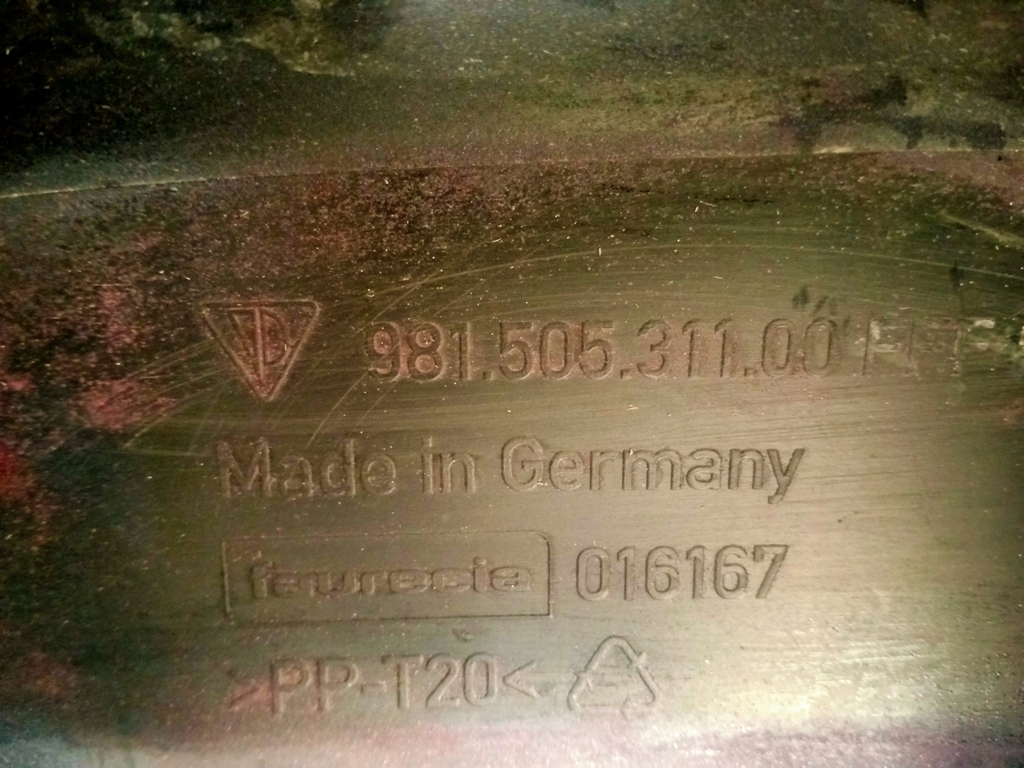 981.505.311.00
Made in Germany
faurecia 016167
>PP-T20<